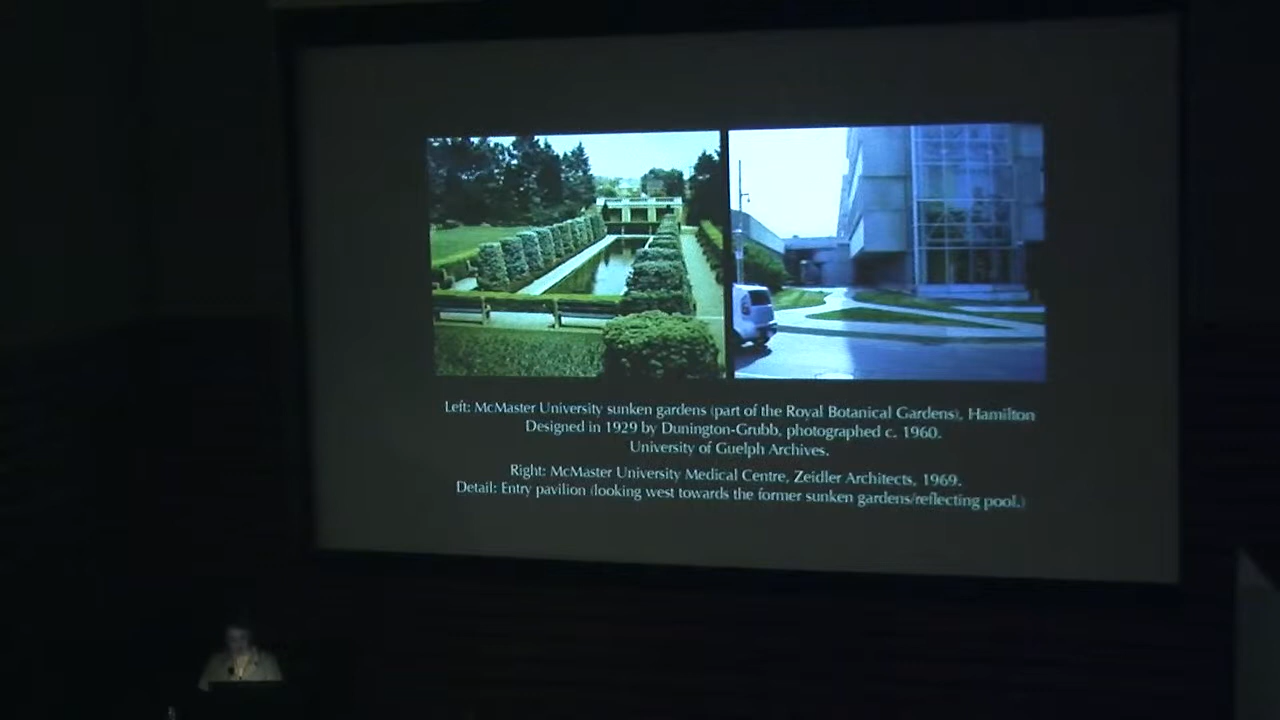 Left: McMaster University sunken gardens (part of the Royal Botanical Gardens), Hamilton
Designed in 1929 by Dunington-Grubb, photographed c. 1960.
University of Guelph Archives.
Right: McMaster University Medical Centre, Zeidler Architects, 1969.
Detail: Entry pavilion (looking west towards the former sunken gardens/reflecting pool.)